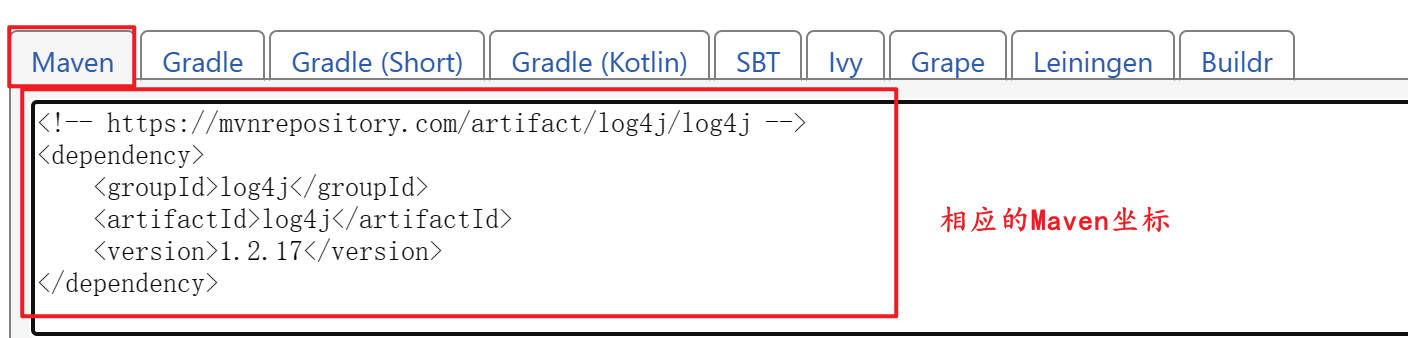 Maven Gradle Gradle (Short) Gradle (Kotlin) SBT Ivy Grape Leiningen Buildr
<!-- https://mvnrepository.com/artifact/log4j/log4j -->
<dependency>
    <groupId>log4j</groupId>
    <artifactId>log4j</artifactId>
    <version>1.2.17</version>
</dependency>
相应的Maven坐标